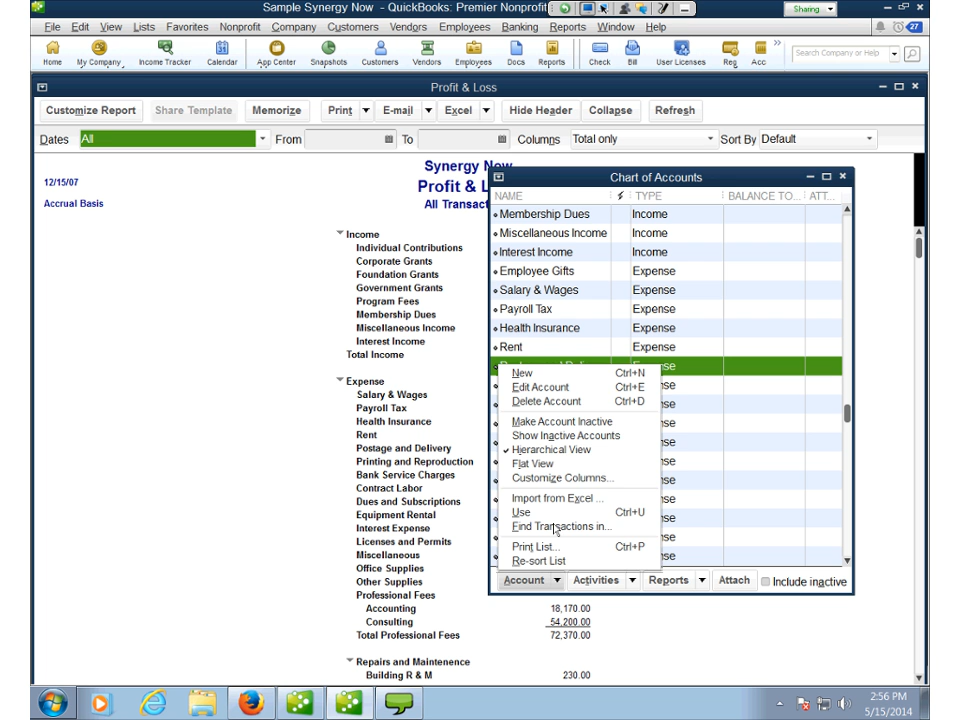 Sample Synergy Now - QuickBooks: Premier Nonprofit
Sharing
File Edit View Lists Favorites Nonprofit Company Customers Vendors Employees Banking Reports Window Help
27
Home My Company Income Tracker Calendar App Center Snapshots Customers Vendors Employees Docs Reports Check Bill User Licenses Reg Acc
Search Company or Help
Profit & Loss
Customize Report Share Template Memorize Print E-mail Excel Hide Header Collapse Refresh
Dates All From To Columns Total only Sort By Default
12/15/07
Accrual Basis
Synergy Now
Profit & L
All Transact
Income
Individual Contributions
Corporate Grants
Foundation Grants
Government Grants
Program Fees
Membership Dues
Miscellaneous Income
Interest Income
Total Income
Expense
Salary & Wages
Payroll Tax
Health Insurance
Rent
Postage and Delivery
Printing and Reproduction
Bank Service Charges
Contract Labor
Dues and Subscriptions
Equipment Rental
Interest Expense
Licenses and Permits
Miscellaneous
Office Supplies
Other Supplies
Professional Fees
Accounting 18,170.00
Consulting 54,200.00
Total Professional Fees 72,370.00
Repairs and Maintenence
Building R & M 230.00
Chart of Accounts
NAME TYPE BALANCE TO... ATT...
Membership Dues Income
Miscellaneous Income Income
Interest Income Income
Employee Gifts Expense
Salary & Wages Expense
Payroll Tax Expense
Health Insurance Expense
Rent Expense
New Ctrl+N
Edit Account Ctrl+E
Delete Account Ctrl+D
Make Account Inactive
Show Inactive Accounts
Hierarchical View
Flat View
Customize Columns...
Import from Excel ...
Use Ctrl+U
Find Transactions in...
Print List... Ctrl+P
Re-sort List
Account Activities Reports Attach Include inactive
2:56 PM
5/15/2014